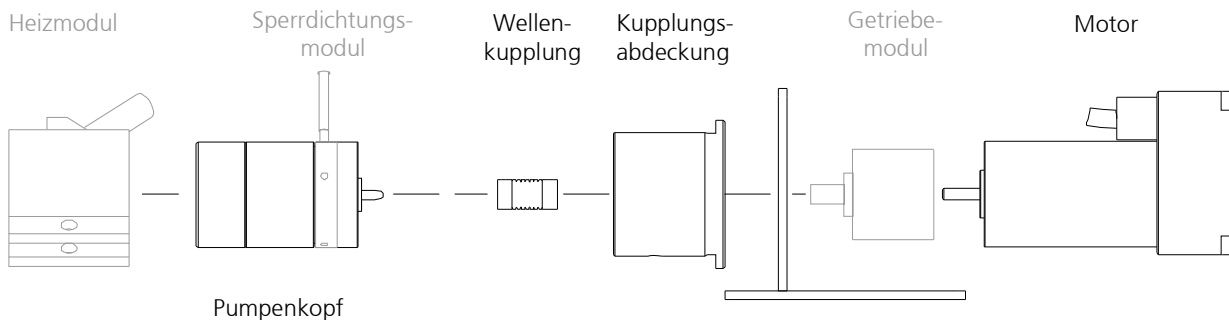 Heizmodul
Sperrdichtungs-
modul
Wellen-
kupplung
Kupplungs-
abdeckung
Getriebe-
modul
Motor
Pumpenkopf